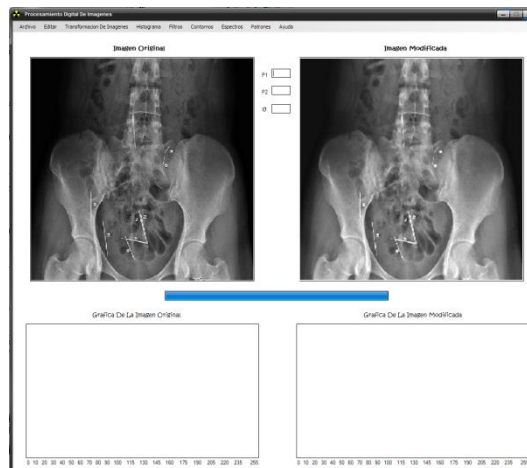 Procesamiento Digital De Imagenes
Archivo Editar Transformacion De Imagenes Histograma Filtros Contornos Espectros Patrones Ayuda
Imagen Original
Imagen Modificada
P1
P2
Grafica De La Imagen Original
Grafica De La Imagen Modificada
0 10 20 30 40 50 60 70 80 90 100 115 130 145 160 175 190 205 220 235 255
0 10 20 30 40 50 60 70 80 90 100 115 130 145 160 175 190 205 220 235 255